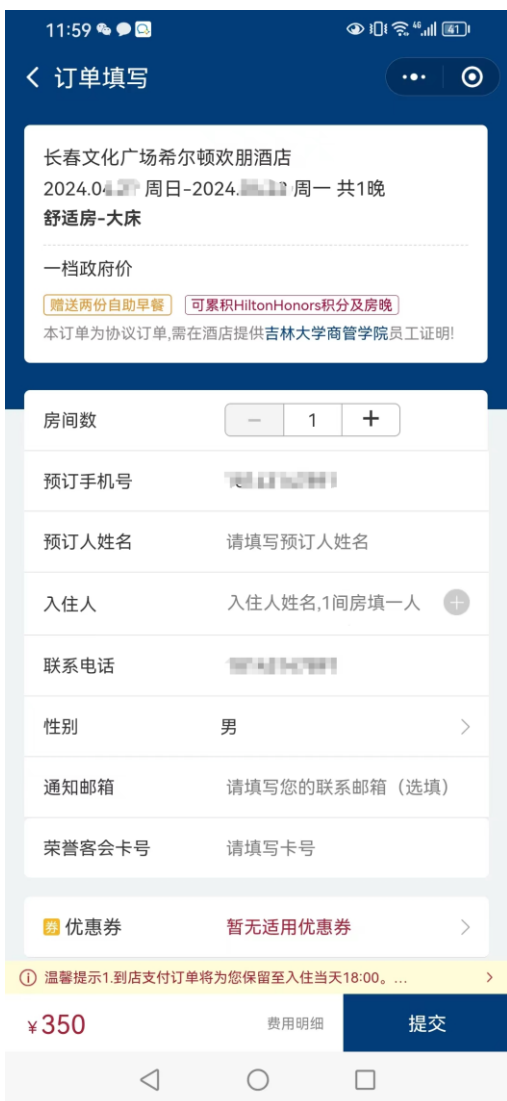 11:59
4G
41
订单填写
长春文化广场希尔顿欢朋酒店
2024.0 周日-2024. 周一 共1晚
舒适房-大床
一档政府价
赠送两份自助早餐 可累积HiltonHonors积分及房晚
本订单为协议订单,需在酒店提供吉林大学商管学院员工证明!
房间数 － 1 +
预订手机号
预订人姓名 请填写预订人姓名
入住人 入住人姓名,1间房填一人
联系电话
性别 男
通知邮箱 请填写您的联系邮箱（选填）
荣誉客会卡号 请填写卡号
券 优惠券 暂无适用优惠券
温馨提示1.到店支付订单将为您保留至入住当天18:00。...
¥350 费用明细 提交